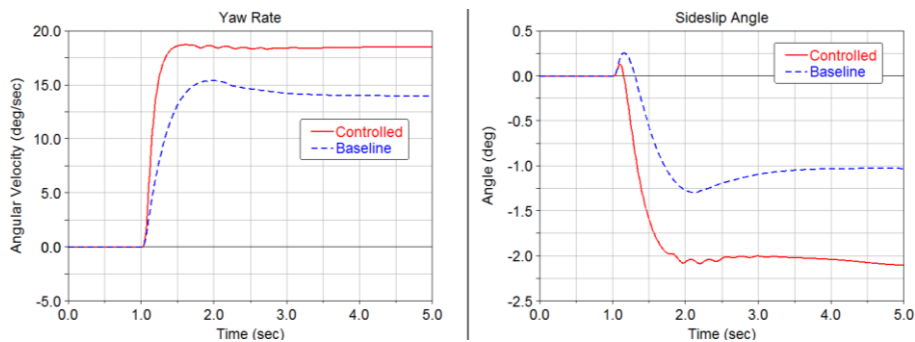 Yaw Rate
20.0
15.0
10.0
5.0
0.0
-5.0
Angular Velocity (deg/sec)
Controlled
Baseline
0.0 1.0 2.0 3.0 4.0 5.0
Time (sec)
Sideslip Angle
0.5
0.0
-0.5
-1.0
-1.5
-2.0
-2.5
Angle (deg)
Controlled
Baseline
0.0 1.0 2.0 3.0 4.0 5.0
Time (sec)